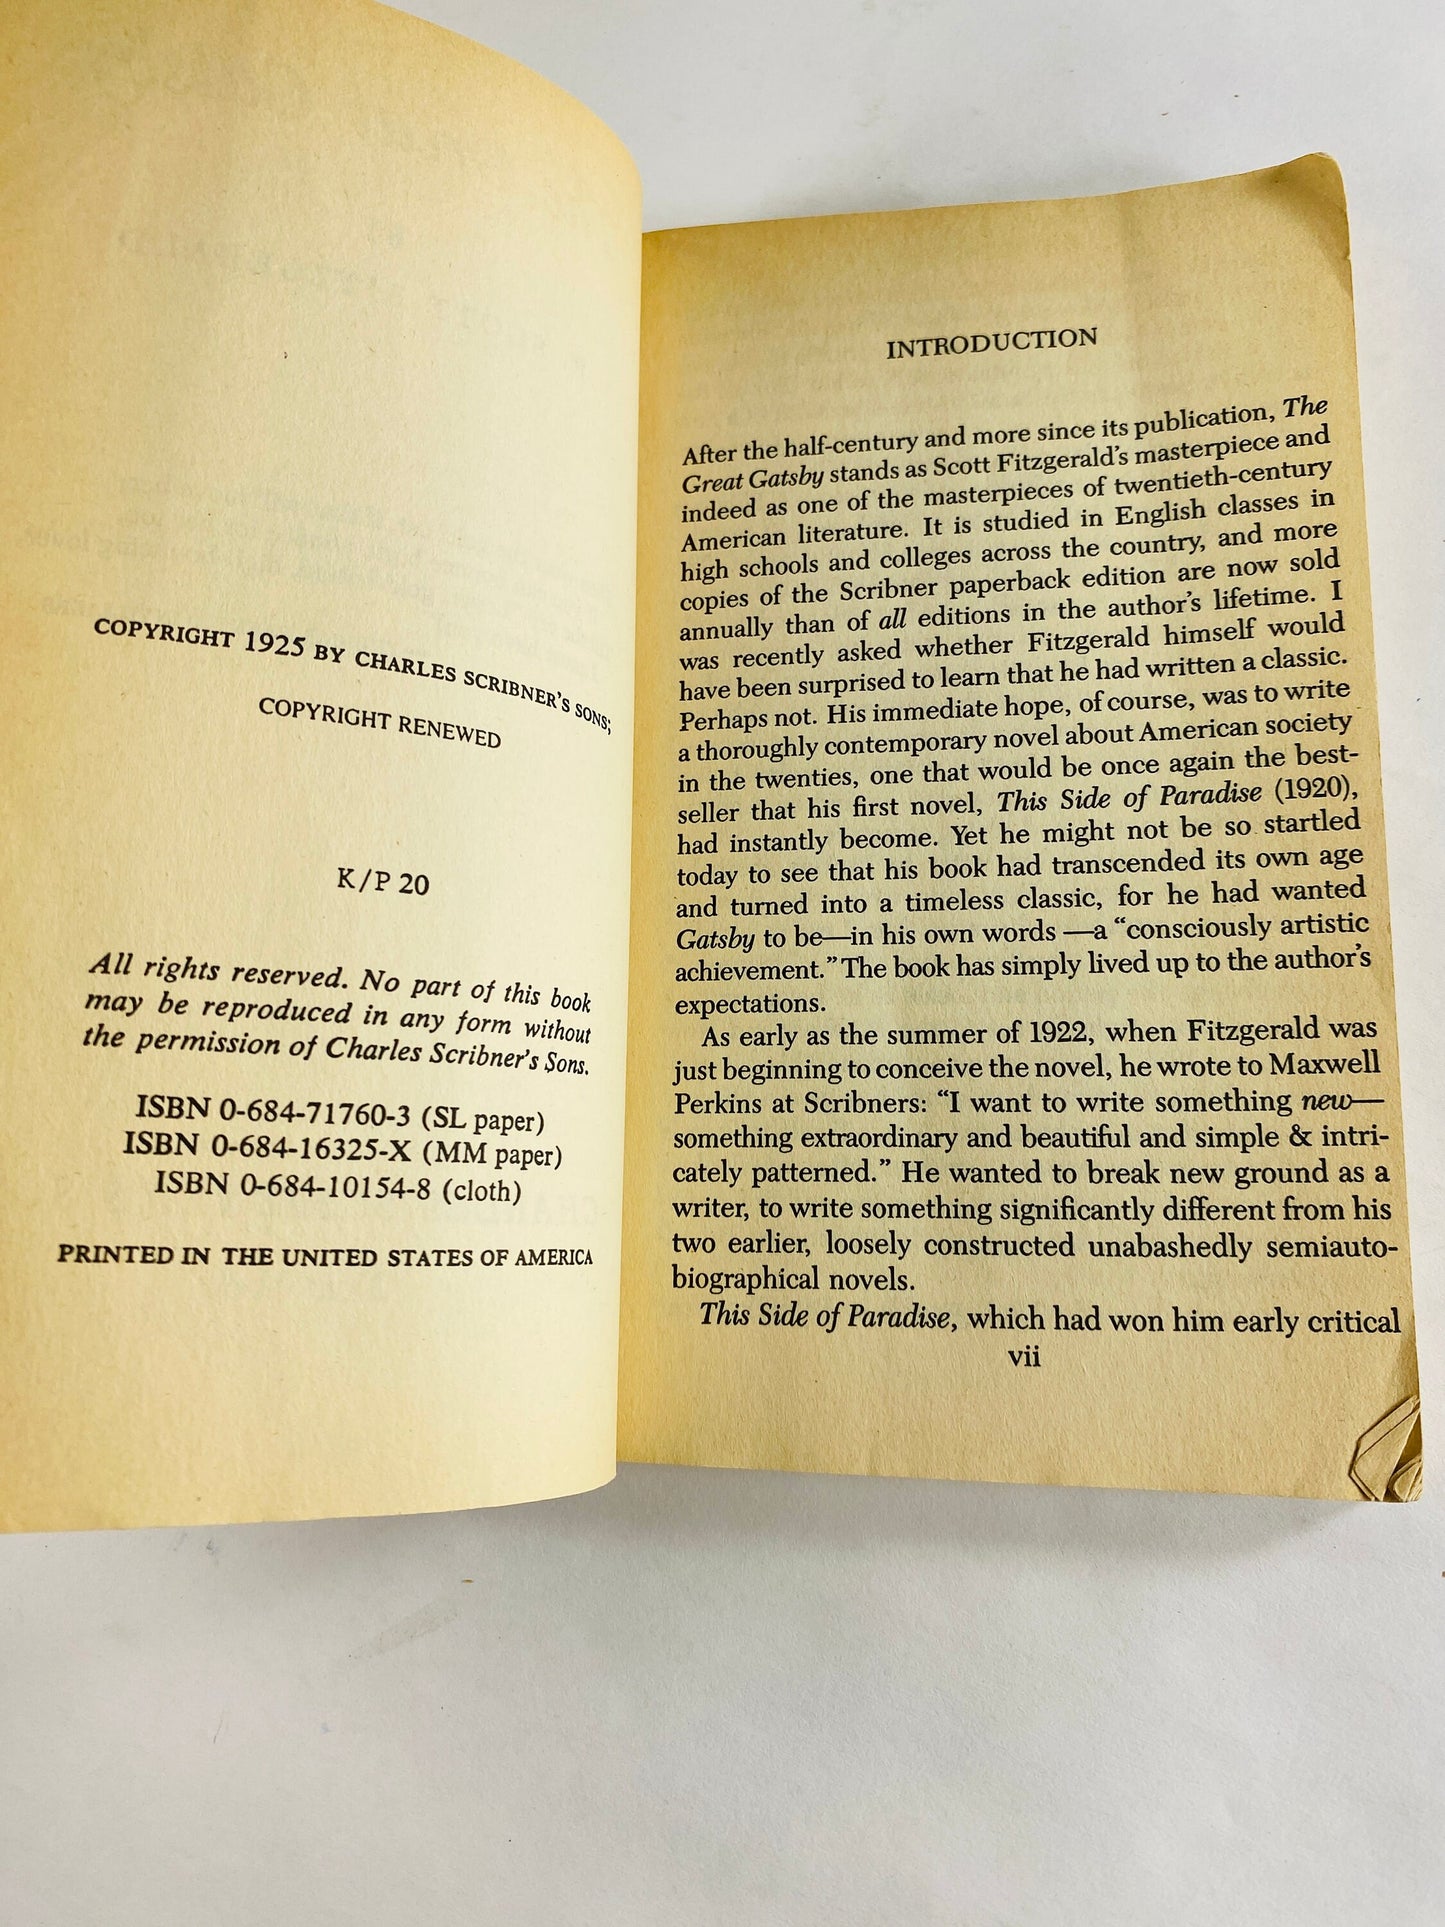 COPYRIGHT 1925 BY CHARLES SCRIBNER'S SONS;
COPYRIGHT RENEWED
K/P 20
All rights reserved. No part of this book
may be reproduced in any form without
the permission of Charles Scribner's Sons.
ISBN 0-684-71760-3 (SL paper)
ISBN 0-684-16325-X (MM paper)
ISBN 0-684-10154-8 (cloth)
PRINTED IN THE UNITED STATES OF AMERICA
INTRODUCTION
After the half-century and more since its publication, The
Great Gatsby stands as Scott Fitzgerald's masterpiece and
indeed as one of the masterpieces of twentieth-century
American literature. It is studied in English classes in
high schools and colleges across the country, and more
copies of the Scribner paperback edition are now sold
annually than of all editions in the author's lifetime. I
was recently asked whether Fitzgerald himself would
have been surprised to learn that he had written a classic.
Perhaps not. His immediate hope, of course, was to write
a thoroughly contemporary novel about American society
in the twenties, one that would be once again the best-
seller that his first novel, This Side of Paradise (1920),
had instantly become. Yet he might not be so startled
today to see that his book had transcended its own age
and turned into a timeless classic, for he had wanted
Gatsby to be—in his own words —a “consciously artistic
achievement.” The book has simply lived up to the author's
expectations.
As early as the summer of 1922, when Fitzgerald was
just beginning to conceive the novel, he wrote to Maxwell
Perkins at Scribners: “I want to write something new—
something extraordinary and beautiful and simple & intri-
cately patterned.” He wanted to break new ground as a
writer, to write something significantly different from his
two earlier, loosely constructed unabashedly semiauto-
biographical novels.
This Side of Paradise, which had won him early critical
vii